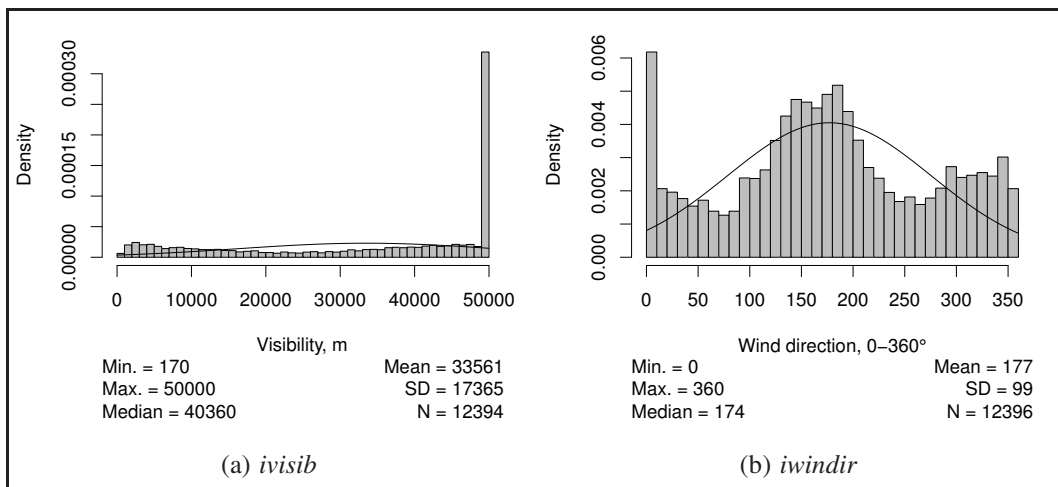 Density
0.00000 0.00015 0.00030
0 10000 20000 30000 40000 50000
Visibility, m
Min. = 170 Mean = 33561
Max. = 50000 SD = 17365
Median = 40360 N = 12394
(a) ivisib
Density
0.000 0.002 0.004 0.006
0 50 100 150 200 250 300 350
Wind direction, 0−360°
Min. = 0 Mean = 177
Max. = 360 SD = 99
Median = 174 N = 12396
(b) iwindir